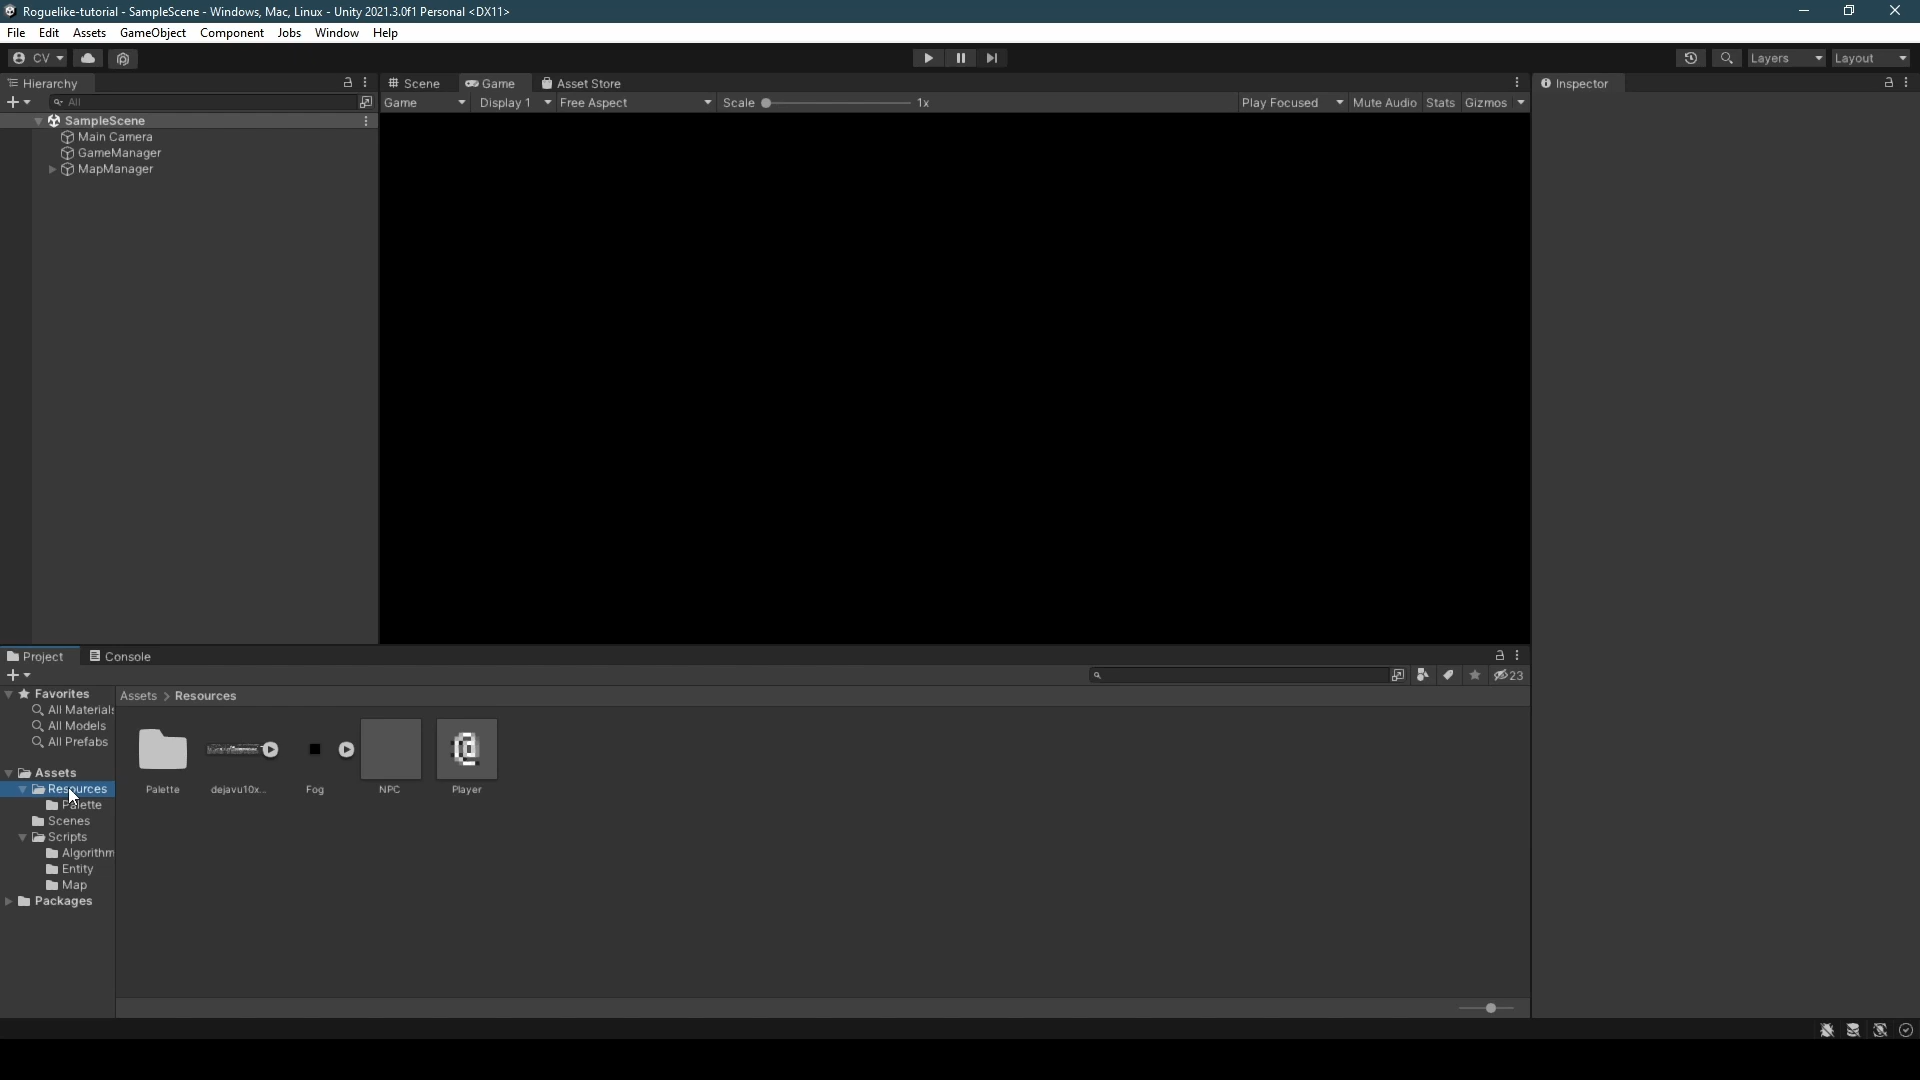 Roguelike-tutorial - SampleScene - Windows, Mac, Linux - Unity 2021.3.0f1 Personal <DX11>
File Edit Assets GameObject Component Jobs Window Help
CV Layers Layout
Hierarchy Scene Game Asset Store Inspector
All Game Display 1 Free Aspect Scale 1x Play Focused Mute Audio Stats Gizmos
SampleScene
Main Camera
GameManager
MapManager
Project Console
23
Favorites Assets > Resources
All Materials
All Models
All Prefabs
Assets
Resources Palette dejavu10x... Fog NPC Player
Palette
Scenes
Scripts
Algorithm
Entity
Map
Packages